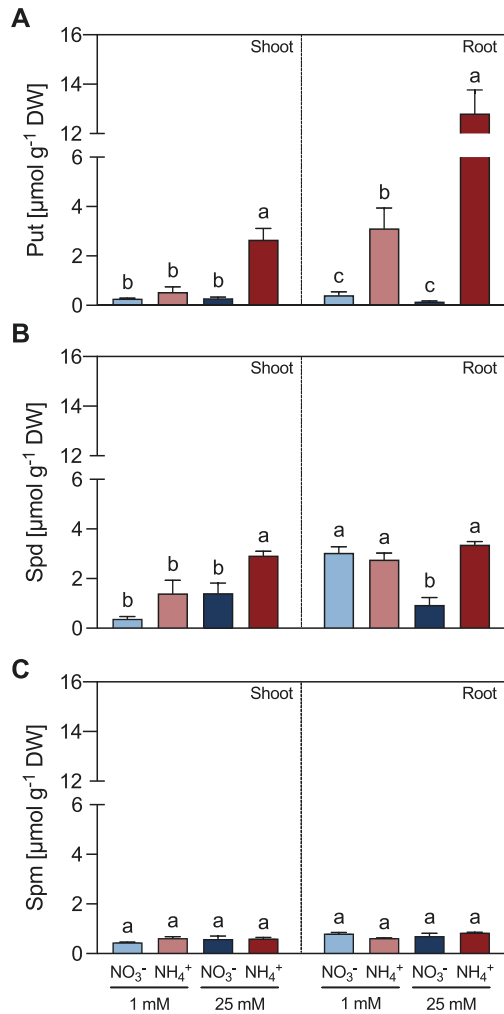 A
Put [µmol g⁻¹ DW]
16
14
12
6
4
2
0
Shoot
Root
b
b
b
a
c
b
c
a
B
Spd [µmol g⁻¹ DW]
16
14
12
6
4
2
0
Shoot
Root
b
b
b
a
a
a
b
a
C
Spm [µmol g⁻¹ DW]
16
14
12
6
4
2
0
Shoot
Root
a
a
a
a
a
a
a
a
NO₃⁻ NH₄⁺ NO₃⁻ NH₄⁺ NO₃⁻ NH₄⁺ NO₃⁻ NH₄⁺
1 mM 25 mM 1 mM 25 mM